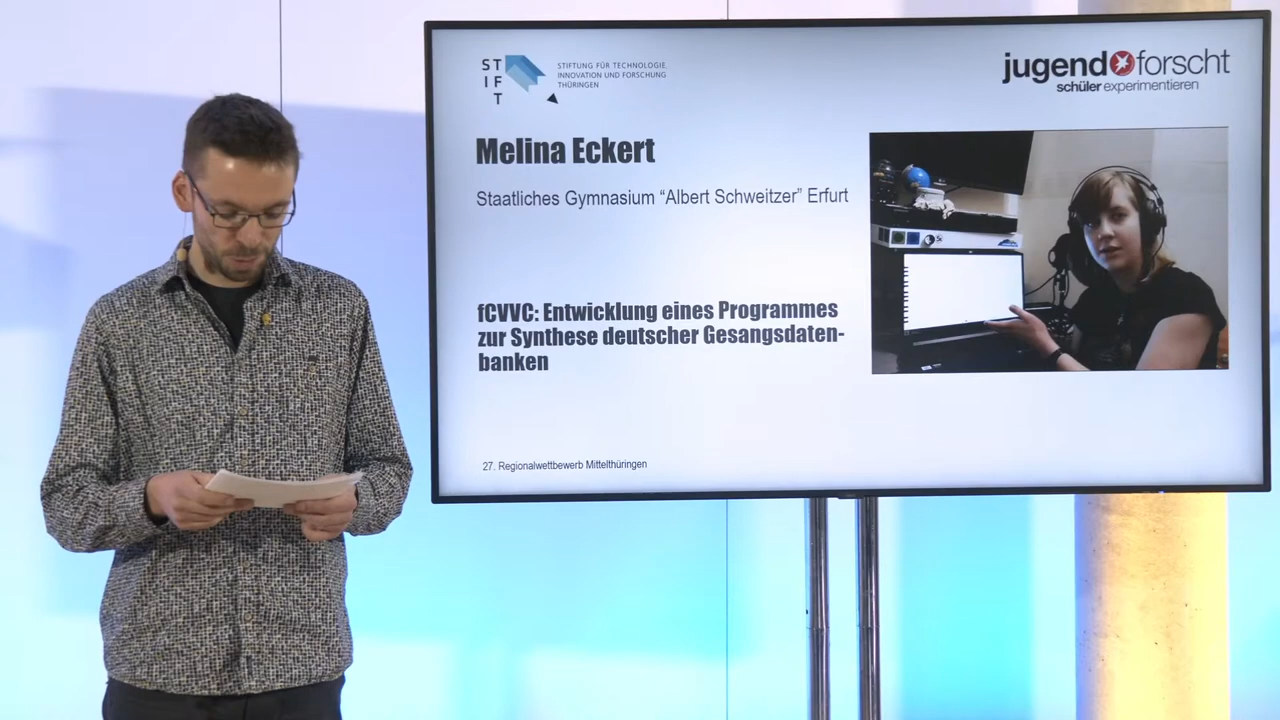 ST
IF
T
STIFTUNG FÜR TECHNOLOGIE,
INNOVATION UND FORSCHUNG
THÜRINGEN
jugend forscht
schüler experimentieren
Melina Eckert
Staatliches Gymnasium “Albert Schweitzer” Erfurt
fCVVC: Entwicklung eines Programmes
zur Synthese deutscher Gesangsdaten-
banken
27. Regionalwettbewerb Mittelthüringen